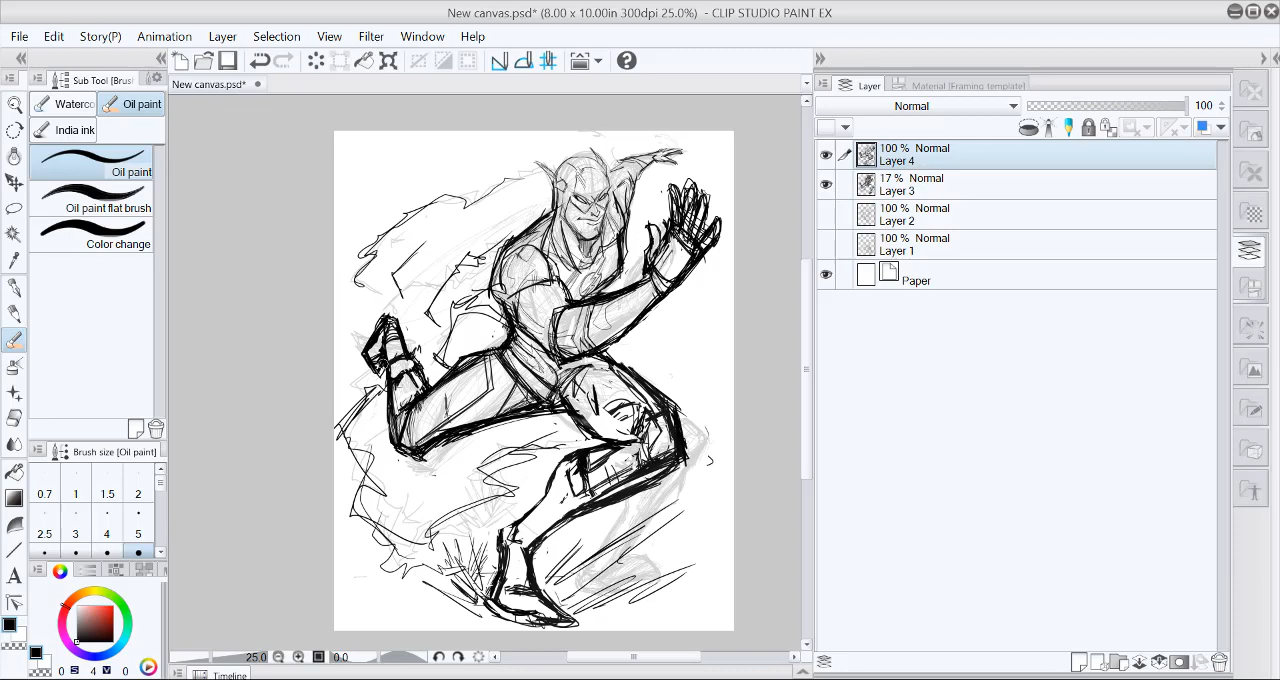 New canvas.psd* (8.00 x 10.00in 300dpi 25.0%) - CLIP STUDIO PAINT EX
File Edit Story(P) Animation Layer Selection View Filter Window Help
Sub Tool [Brus
New canvas.psd*
Layer
Material [Framing template]
Waterco
Oil paint
Normal
100
India ink
Oil paint
Oil paint flat brush
Color change
100 % Normal
Layer 4
17 % Normal
Layer 3
100 % Normal
Layer 2
100 % Normal
Layer 1
Paper
Brush size [Oil paint]
0.7 1 1.5 2
2.5 3 4 5
25.0
0.0
0 S 4 V 0
Timeline